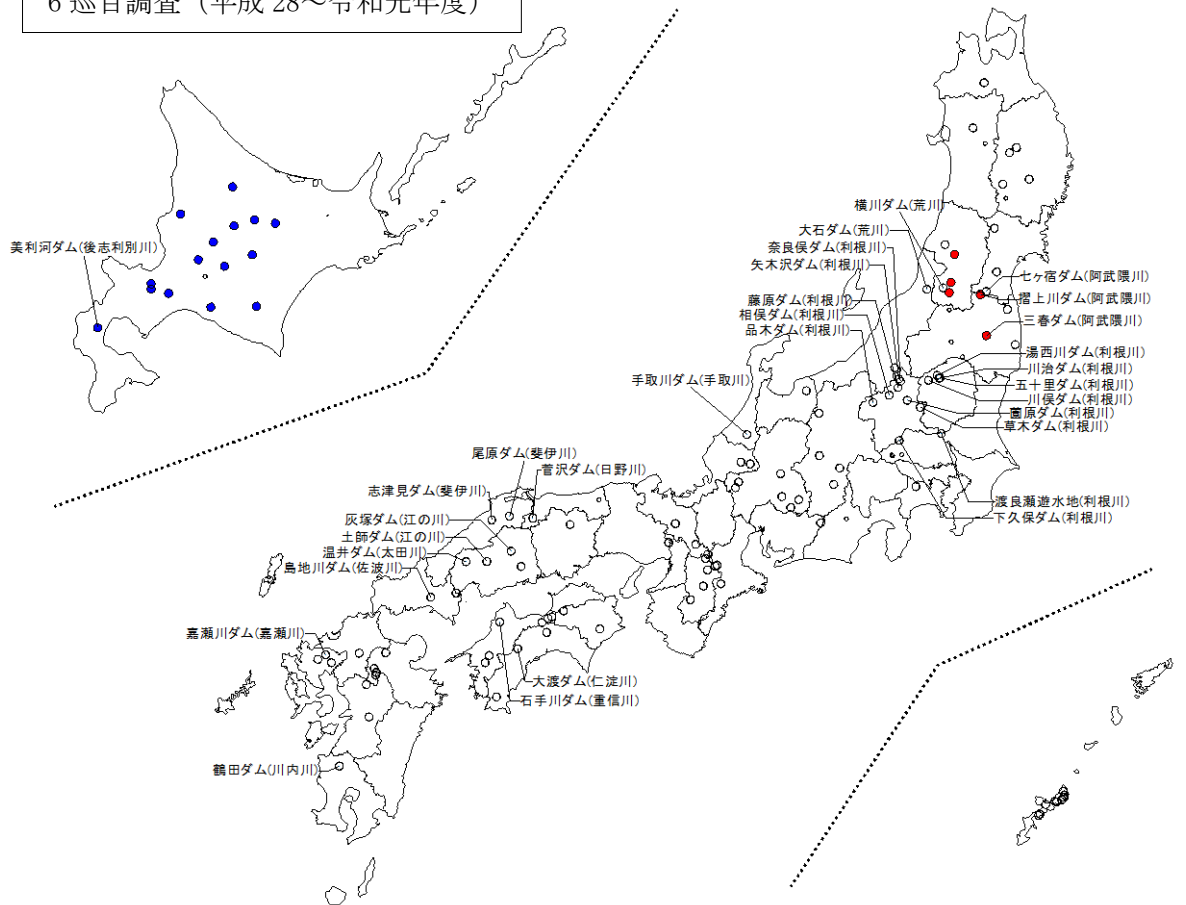 6巡目調査（平成28～令和元年度）
美利河ダム(後志利別川)
横川ダム(荒川)
大石ダム(荒川)
奈良俣ダム(利根川)
矢木沢ダム(利根川)
藤原ダム(利根川)
相俣ダム(利根川)
品木ダム(利根川)
手取川ダム(手取川)
七ヶ宿ダム(阿武隈川)
摺上川ダム(阿武隈川)
三春ダム(阿武隈川)
湯西川ダム(利根川)
川治ダム(利根川)
五十里ダム(利根川)
川俣ダム(利根川)
薗原ダム(利根川)
草木ダム(利根川)
渡良瀬遊水地(利根川)
下久保ダム(利根川)
尾原ダム(斐伊川)
菅沢ダム(日野川)
志津見ダム(斐伊川)
灰塚ダム(江の川)
土師ダム(江の川)
温井ダム(太田川)
島地川ダム(佐波川)
嘉瀬川ダム(嘉瀬川)
大渡ダム(仁淀川)
石手川ダム(重信川)
鶴田ダム(川内川)